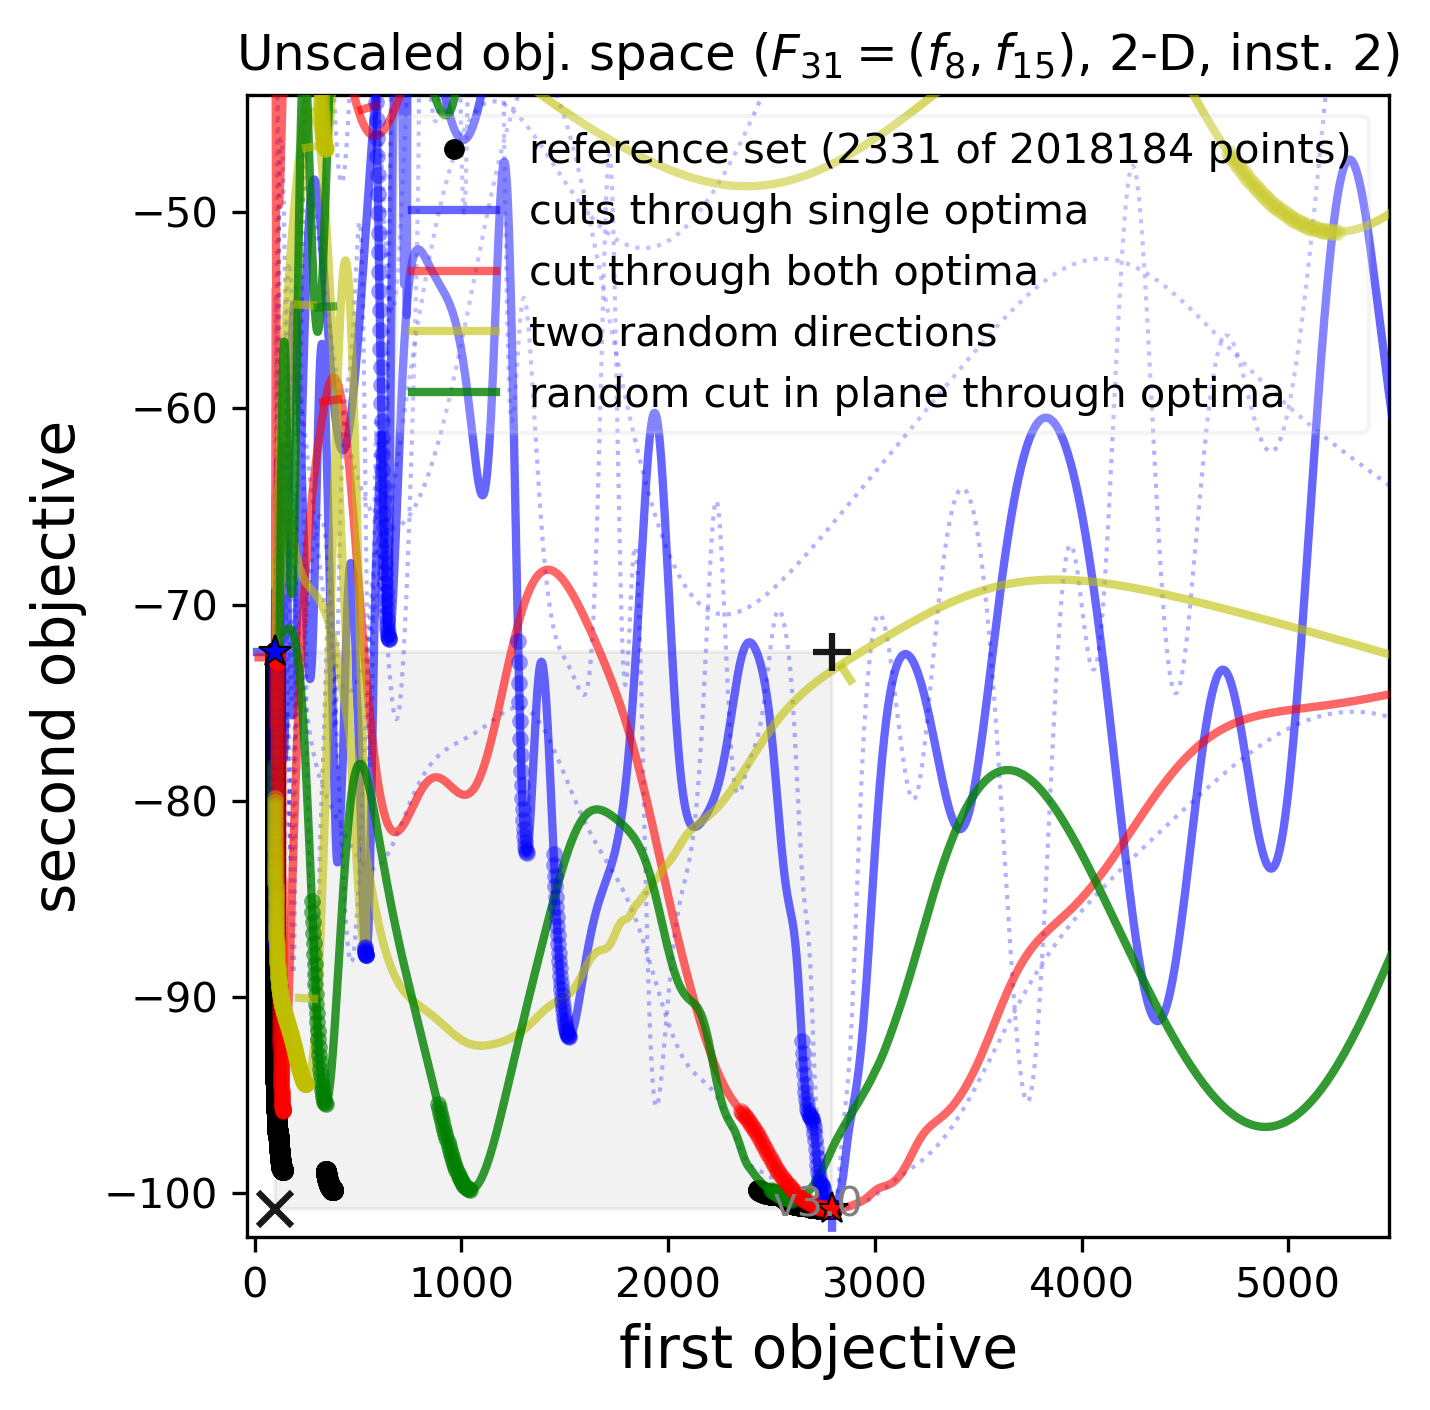 Unscaled obj. space (F₃₁ = (f₈, f₁₅), 2-D, inst. 2)
reference set (2331 of 2018184 points)
cuts through single optima
cut through both optima
two random directions
random cut in plane through optima
second objective
−50
−60
−70
−80
−90
−100
v3.0
0
1000
2000
3000
4000
5000
first objective